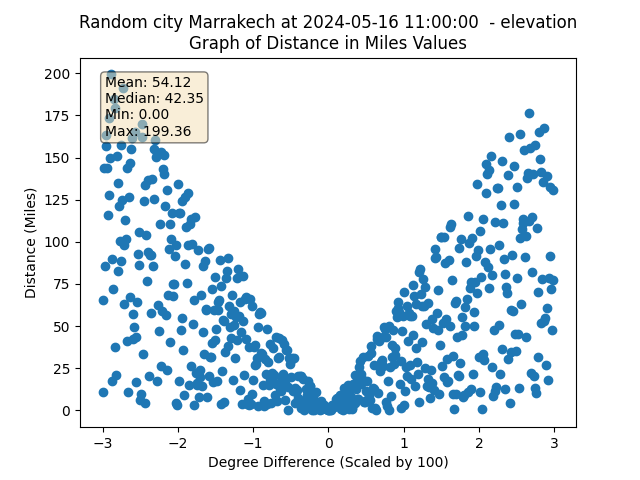 Random city Marrakech at 2024-05-16 11:00:00  - elevation
Graph of Distance in Miles Values
Mean: 54.12
Median: 42.35
Min: 0.00
Max: 199.36
200
175
150
125
100
75
50
25
0
Distance (Miles)
−3 −2 −1 0 1 2 3
Degree Difference (Scaled by 100)